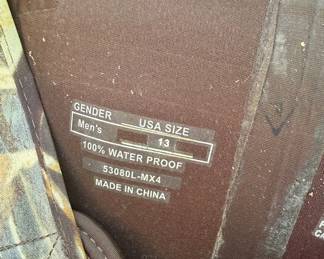 GENDER USA SIZE
Men's 13
100% WATER PROOF
53080L-MX4
MADE IN CHINA